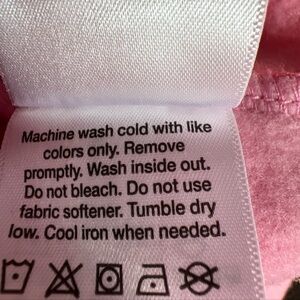 Machine wash cold with like
colors only. Remove
promptly. Wash inside out.
Do not bleach. Do not use
fabric softener. Tumble dry
low. Cool iron when needed.